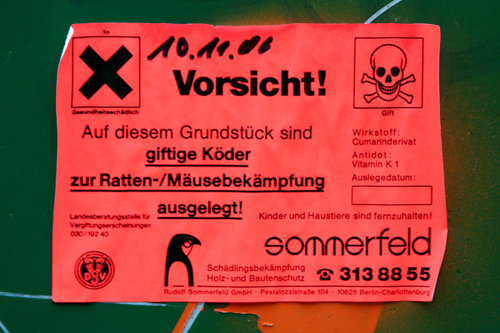 Xn
10.11.06
Vorsicht!
Gesundheitsschädlich
Gift
Auf diesem Grundstück sind
giftige Köder
zur Ratten-/Mäusebekämpfung
ausgelegt!
Wirkstoff:
Cumarinderivat
Antidot:
Vitamin K 1
Auslegedatum:
Kinder und Haustiere sind fernzuhalten!
Landesberatungsstelle für
Vergiftungserscheinungen
030/192 40
sommerfeld
Schädlingsbekämpfung
Holz- und Bautenschutz
☎ 313 88 55
Rudolf Sommerfeld GmbH · Pestalozzistraße 104 · 10625 Berlin-Charlottenburg